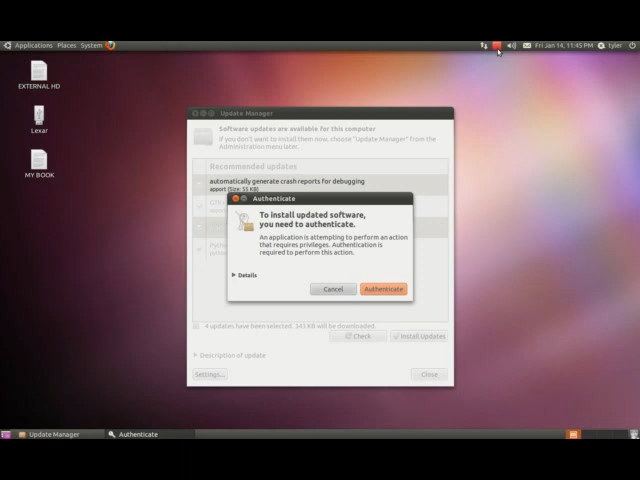 Applications Places System
Fri Jan 14, 11:45 PM
tyler
EXTERNAL HD
Lexar
MY BOOK
Update Manager
Software updates are available for this computer
If you don't want to install them now, choose "Update Manager" from the
Administration menu later.
Recommended updates
automatically generate crash reports for debugging
apport (Size: 55 KB)
Authenticate
To install updated software,
you need to authenticate.
An application is attempting to perform an action
that requires privileges. Authentication is
required to perform this action.
Details
Cancel
Authenticate
4 updates have been selected. 343 KB will be downloaded.
Check
Install Updates
Description of update
Settings...
Close
Update Manager
Authenticate